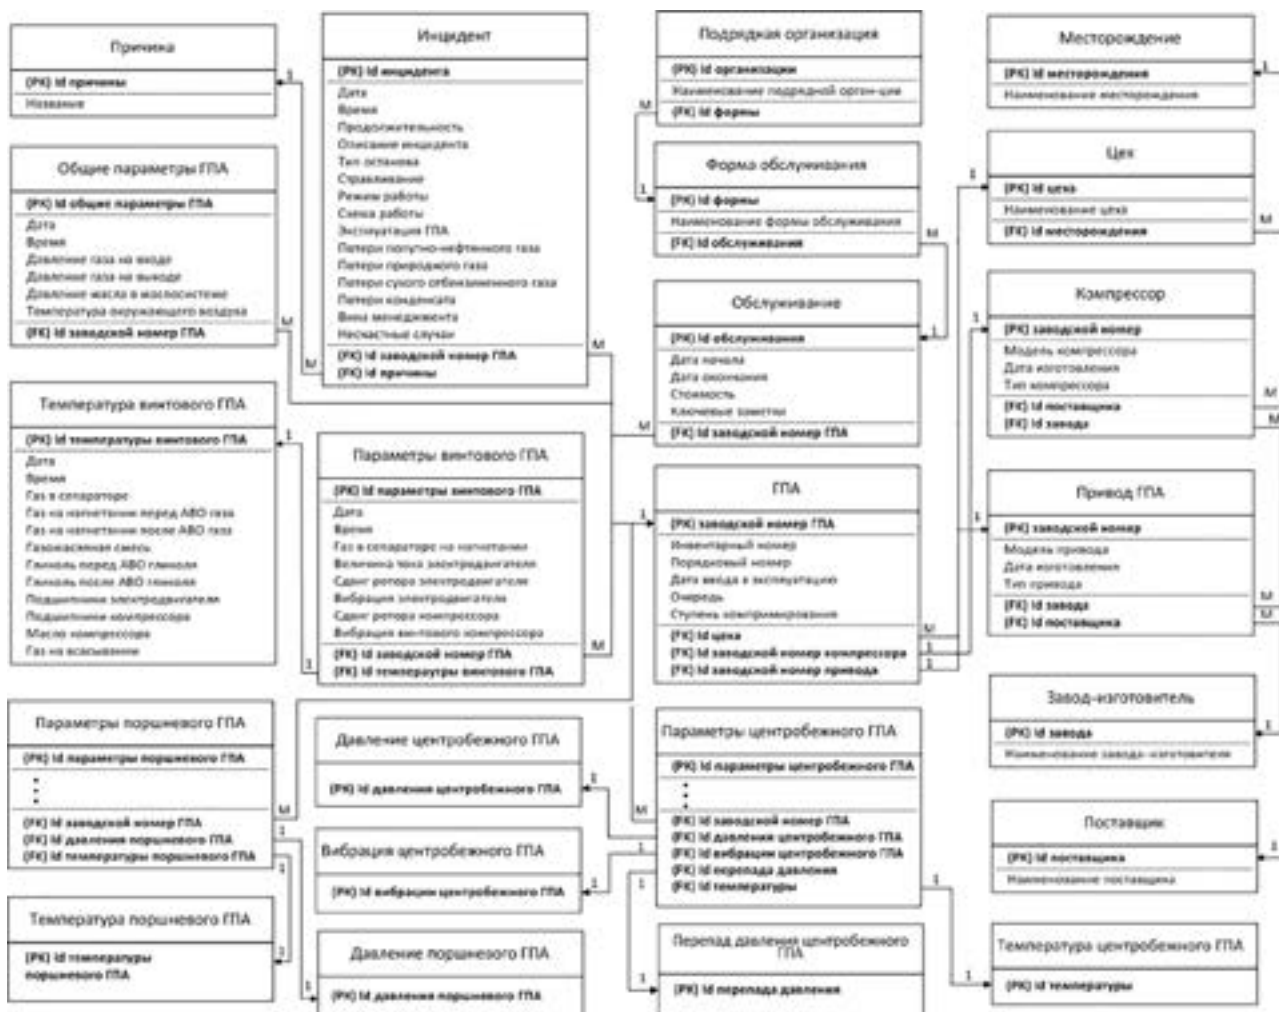 Причина
(PK) Id причины
Название
Общие параметры ГПА
(PK) Id общие параметры ГПА
Дата
Время
Давление газа на входе
Давление газа на выходе
Давление масла в маслосистеме
Температура окружающего воздуха
(FK) Id заводской номер ГПА
Температура винтового ГПА
(PK) Id температуры винтового ГПА
Дата
Время
Газ в сепараторе
Газ на нагнетании перед АВО газа
Газ на нагнетании после АВО газа
Газомасляная смесь
Гликоль перед АВО гликоля
Гликоль после АВО гликоля
Подшипники электродвигателя
Подшипники компрессора
Масло компрессора
Газ на всасывании
Параметры поршневого ГПА
(PK) Id параметры поршневого ГПА
(FK) Id заводской номер ГПА
(FK) Id давления поршневого ГПА
(FK) Id температуры поршневого ГПА
Температура поршневого ГПА
(PK) Id температуры
поршневого ГПА
Инцидент
(PK) Id инцидента
Дата
Время
Продолжительность
Описание инцидента
Тип останова
Стравливание
Режим работы
Схема работы
Эксплуатация ГПА
Потери попутно-нефтяного газа
Потери природного газа
Потери сухого отбензиненного газа
Потери конденсата
Вина менеджмента
Несчастные случаи
(FK) Id заводской номер ГПА
(FK) Id причины
Параметры винтового ГПА
(PK) Id параметры винтового ГПА
Дата
Время
Газ в сепараторе на нагнетании
Величина тока электродвигателя
Сдвиг ротора электродвигателя
Вибрация электродвигателя
Сдвиг ротора компрессора
Вибрация винтового компрессора
(FK) Id заводской номер ГПА
(FK) Id темпераутры винтового ГПА
Давление центробежного ГПА
(PK) Id давления центробежного ГПА
Вибрация центробежного ГПА
(PK) Id вибрации центробежного ГПА
Давление поршневого ГПА
(PK) Id давления поршневого ГПА
Подрядная организация
(PK) Id организации
Наименование подрядной орган-ции
(FK) Id формы
Форма обслуживания
(PK) Id формы
Наименование формы обслуживания
(FK) Id обслуживания
Обслуживание
(PK) Id обслуживания
Дата начала
Дата окончания
Стоимость
Ключевые заметки
(FK) Id заводской номер ГПА
ГПА
(PK) заводской номер ГПА
Инвентарный номер
Порядковый номер
Дата ввода в эксплуатацию
Очередь
Ступень компримирования
(FK) Id цеха
(FK) Id заводской номер компрессора
(FK) Id заводской номер привода
Параметры центробежного ГПА
(PK) Id параметры центробежного ГПА
(FK) Id заводской номер ГПА
(FK) Id давления центробежного ГПА
(FK) Id вибрации центробежного ГПА
(FK) Id перепада давления
(FK) Id температуры
Перепад давления центробежного
ГПА
(PK) Id перепада давления
Месторождение
(PK) Id месторождения
Наименование месторождения
Цех
(PK) Id цеха
Наименование цеха
(FK) Id месторождения
Компрессор
(PK) заводской номер
Модель компрессора
Дата изготовления
Тип компрессора
(FK) Id поставщика
(FK) Id завода
Привод ГПА
(PK) заводской номер
Модель привода
Дата изготовления
Тип привода
(FK) Id завода
(FK) Id поставщика
Завод-изготовитель
(PK) Id завода
Наименование завода-изготовителя
Поставщик
(PK) Id поставщика
Наименование поставщика
Температура центробежного ГПА
(PK) Id температуры